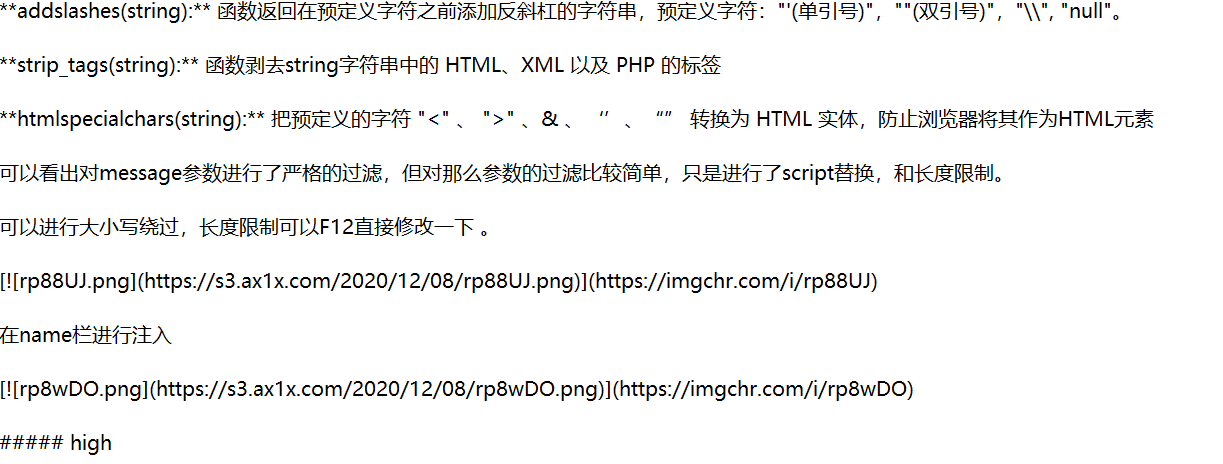 **addslashes(string):** 函数返回在预定义字符之前添加反斜杠的字符串，预定义字符："'(单引号)"，""(双引号)"，"\\", "null"。
**strip_tags(string):** 函数剥去string字符串中的 HTML、XML 以及 PHP 的标签
**htmlspecialchars(string):** 把预定义的字符 "<" 、 ">" 、& 、 ‘’ 、“” 转换为 HTML 实体，防止浏览器将其作为HTML元素
可以看出对message参数进行了严格的过滤，但对那么参数的过滤比较简单，只是进行了script替换，和长度限制。
可以进行大小写绕过，长度限制可以F12直接修改一下 。
[![rp88UJ.png](https://s3.ax1x.com/2020/12/08/rp88UJ.png)](https://imgchr.com/i/rp88UJ)
在name栏进行注入
[![rp8wDO.png](https://s3.ax1x.com/2020/12/08/rp8wDO.png)](https://imgchr.com/i/rp8wDO)
##### high